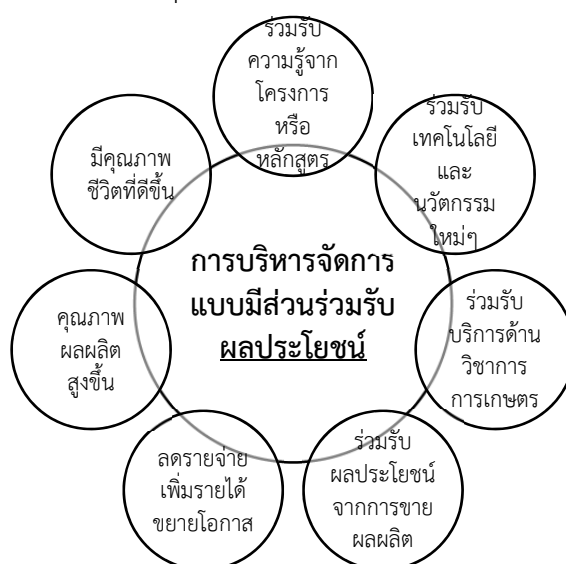 ร่วมรับ
ความรู้จาก
โครงการ
หรือ
หลักสูตร
ร่วมรับ
เทคโนโลยี
และ
นวัตกรรม
ใหม่ๆ
ร่วมรับ
บริการด้าน
วิชาการ
การเกษตร
ร่วมรับ
ผลประโยชน์
จากการขาย
ผลผลิต
ลดรายจ่าย
เพิ่มรายได้
ขยายโอกาส
คุณภาพ
ผลผลิต
สูงขึ้น
มีคุณภาพ
ชีวิตที่ดีขึ้น
การบริหารจัดการ
แบบมีส่วนร่วมรับ
ผลประโยชน์